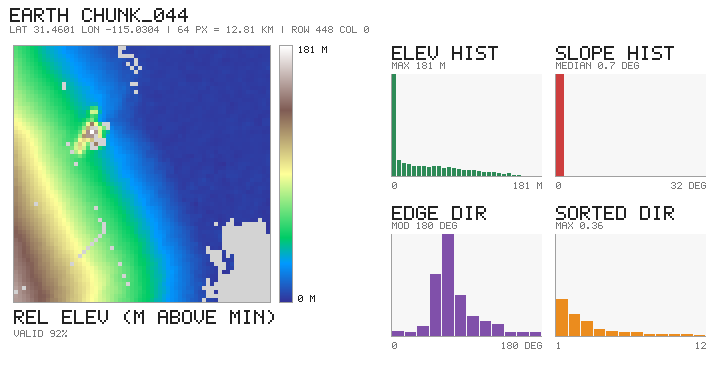 EARTH CHUNK_044
LAT 31.4601 LON -115.0304 | 64 PX = 12.81 KM | ROW 448 COL 0
181 M
0 M
REL ELEV (M ABOVE MIN)
VALID 92%
ELEV HIST
MAX 181 M
0 181 M
SLOPE HIST
MEDIAN 0.7 DEG
0 32 DEG
EDGE DIR
MOD 180 DEG
0 180 DEG
SORTED DIR
MAX 0.36
1 12